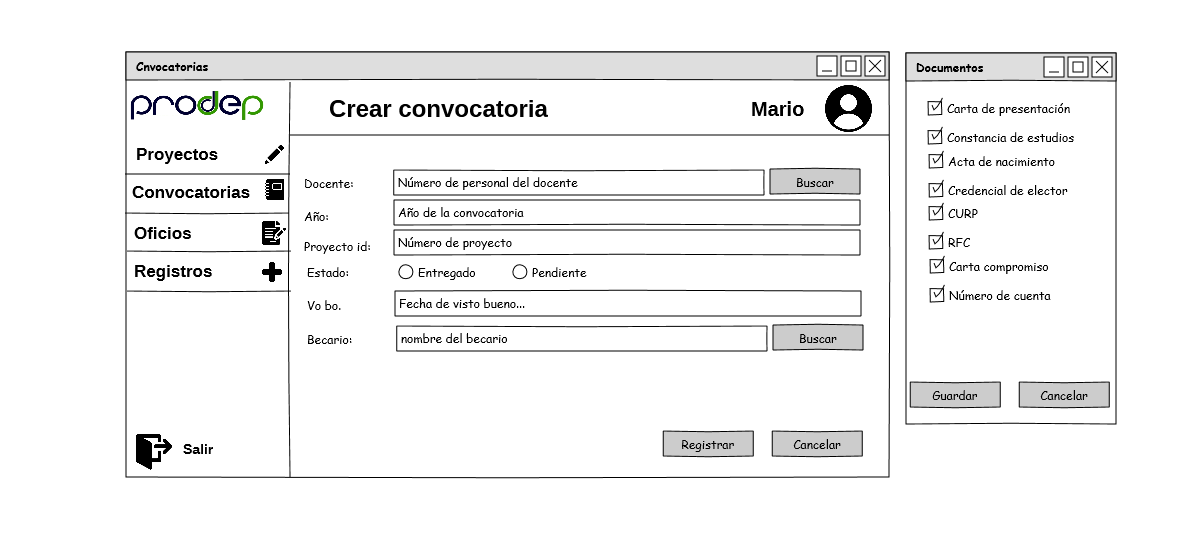 Cnvocatorias
prodep
Crear convocatoria
Mario
Proyectos
Convocatorias
Oficios
Registros
Salir
Docente: Número de personal del docente Buscar
Año: Año de la convocatoria
Proyecto id: Número de proyecto
Estado: Entregado Pendiente
Vo bo. Fecha de visto bueno...
Becario: nombre del becario Buscar
Registrar Cancelar
Documentos
Carta de presentación
Constancia de estudios
Acta de nacimiento
Credencial de elector
CURP
RFC
Carta compromiso
Número de cuenta
Guardar Cancelar